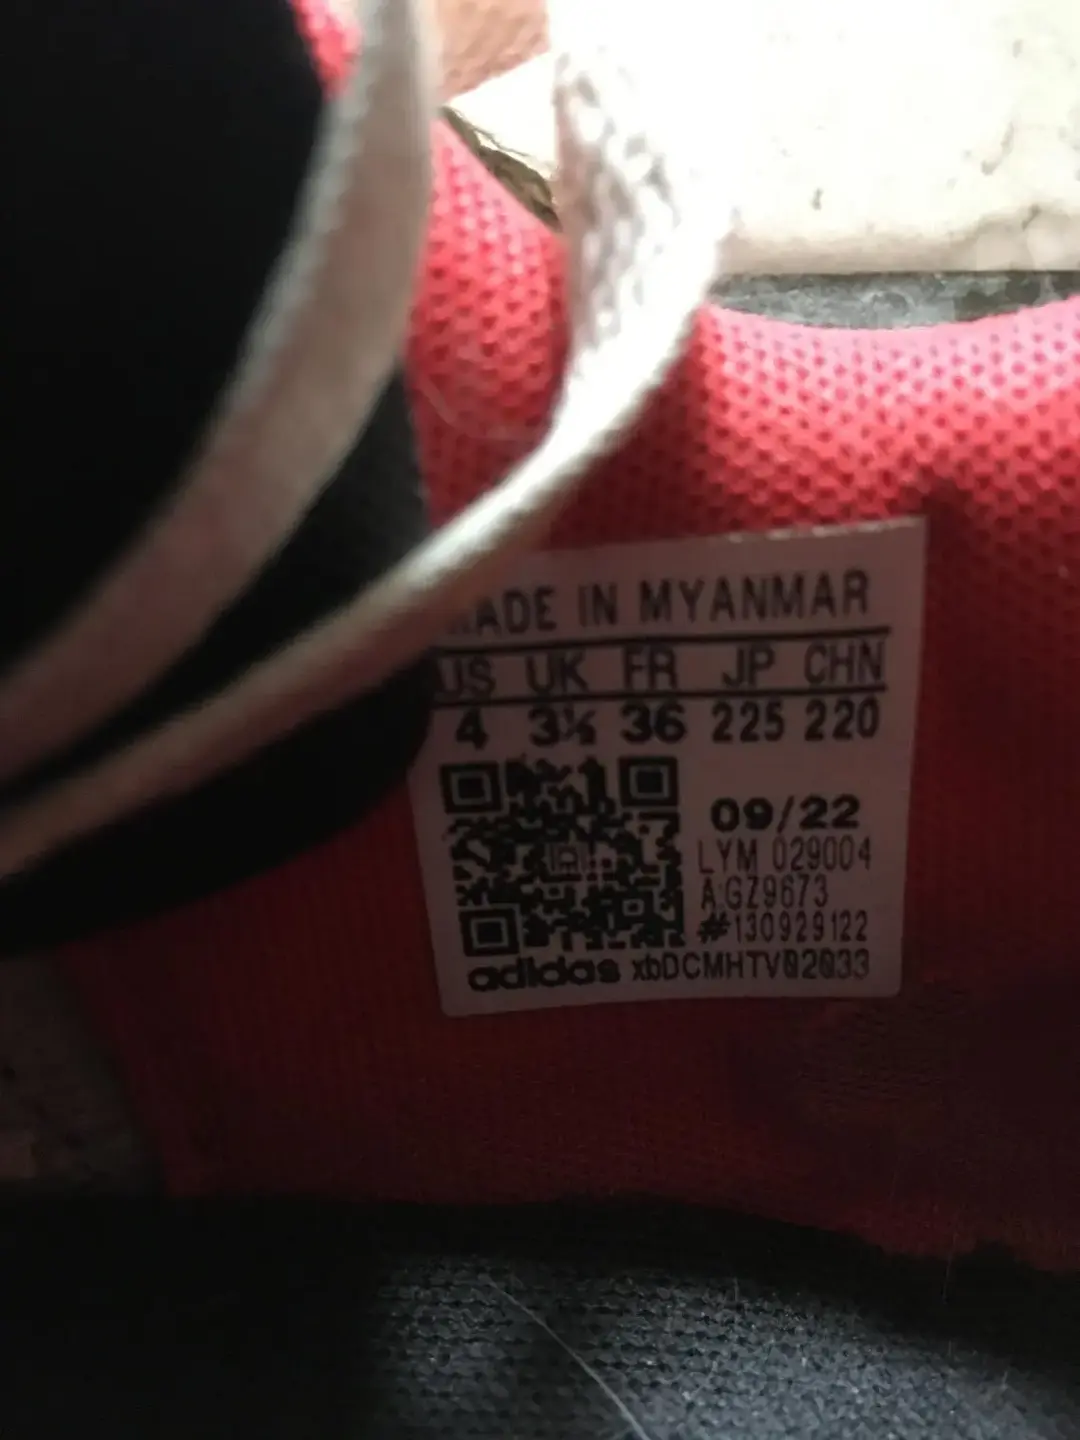 MADE IN MYANMAR
US UK FR JP CHN
4 3½ 36 225 220
09/22
LYM 029004
A GZ9673
#130929122
adidas xbDCMHTV02033